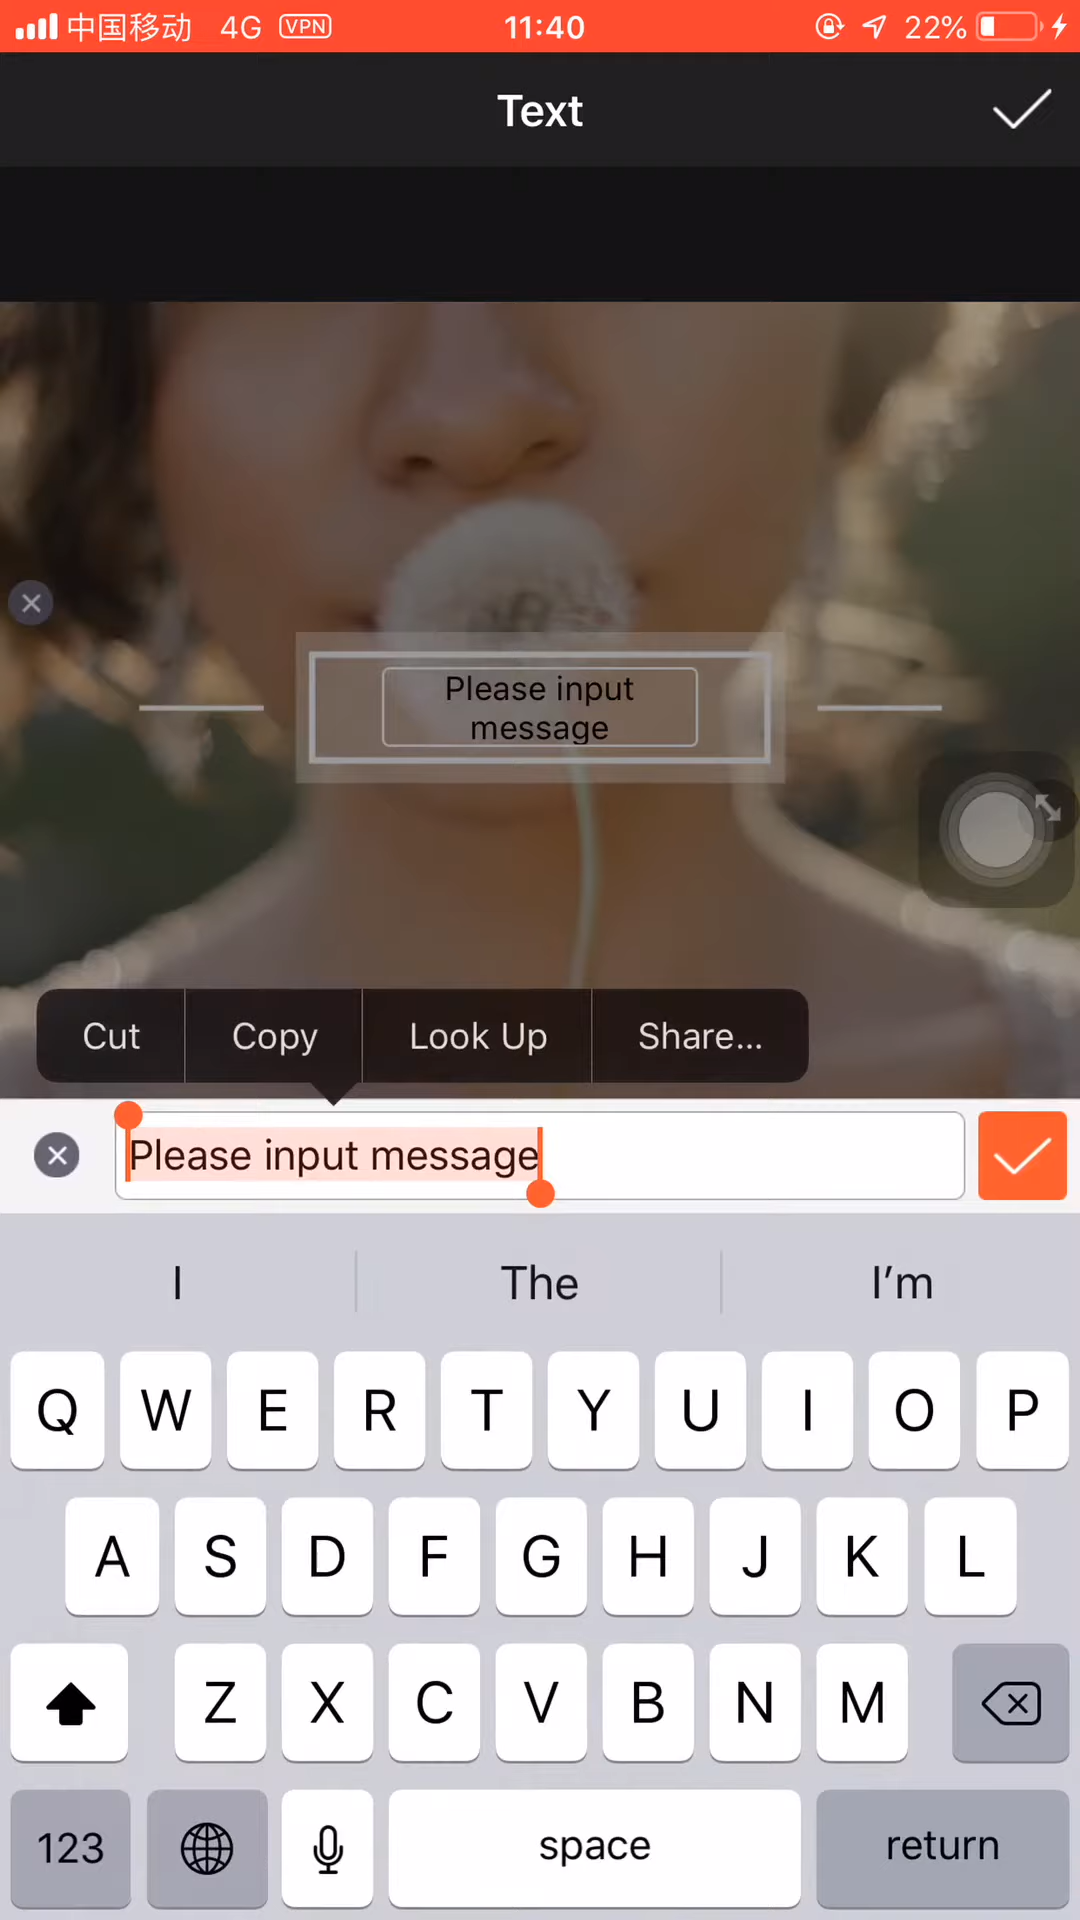 中国移动 4G VPN 11:40 22%
Text
Please input
message
Cut Copy Look Up Share...
Please input message
I The I’m
Q W E R T Y U I O P
A S D F G H J K L
Z X C V B N M
123 space return